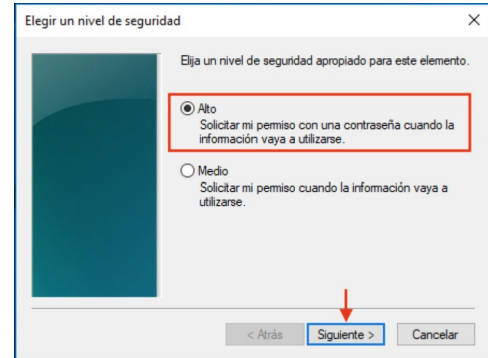 Elegir un nivel de seguridad
Elija un nivel de seguridad apropiado para este elemento.
Alto
Solicitar mi permiso con una contraseña cuando la
información vaya a utilizarse.
Medio
Solicitar mi permiso cuando la información vaya a
utilizarse.
< Atrás Siguiente > Cancelar